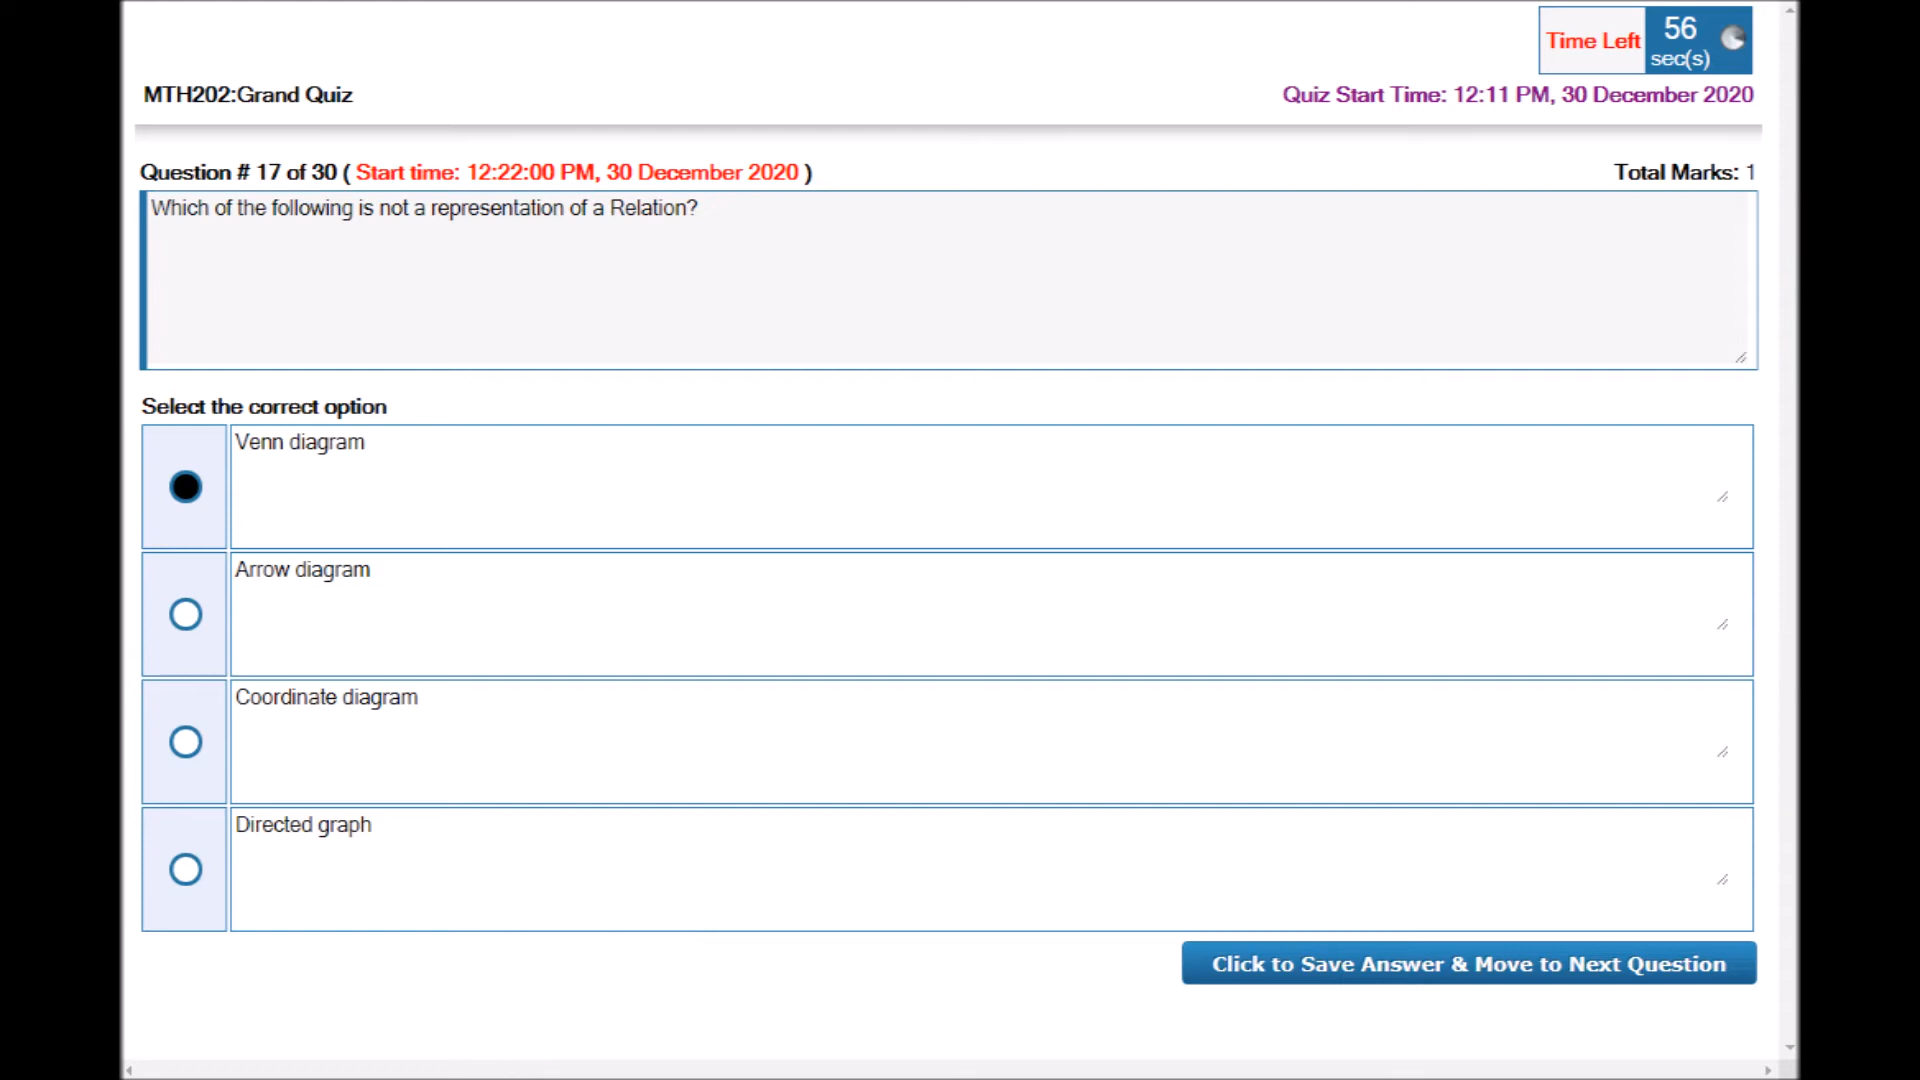 Time Left 56 sec(s)
MTH202:Grand Quiz
Quiz Start Time: 12:11 PM, 30 December 2020
Question # 17 of 30 ( Start time: 12:22:00 PM, 30 December 2020 )
Total Marks: 1
Which of the following is not a representation of a Relation?
Select the correct option
Venn diagram
Arrow diagram
Coordinate diagram
Directed graph
Click to Save Answer & Move to Next Question